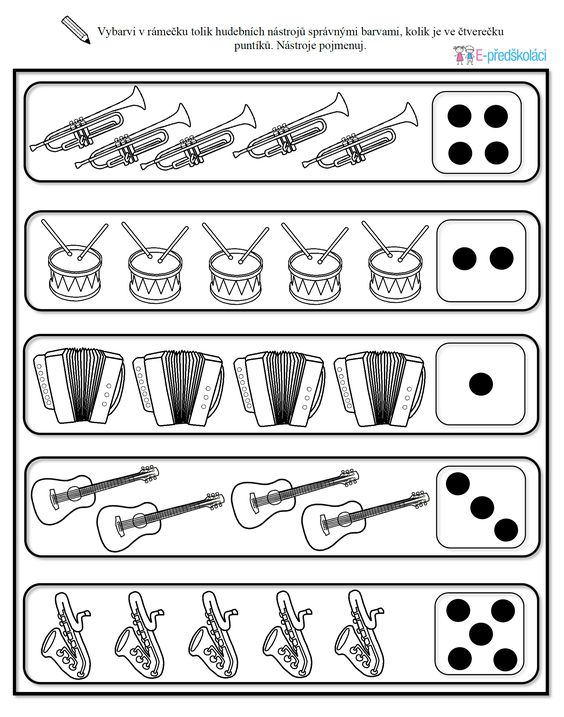 Vybarvi v rámečku tolik hudebních nástrojů správnými barvami, kolik je ve čtverečku
puntíků. Nástroje pojmenuj.
E-předškoláci